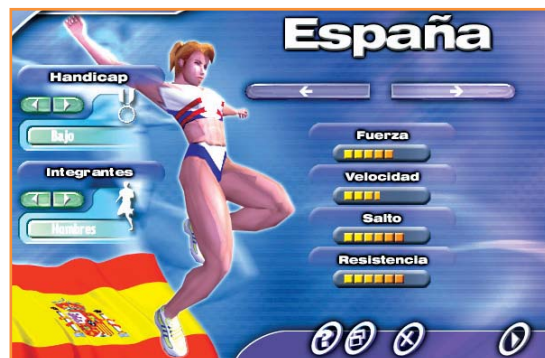 España
Handicap
Bajo
Integrantes
Hombres
Fuerza
Velocidad
Salto
Resistencia